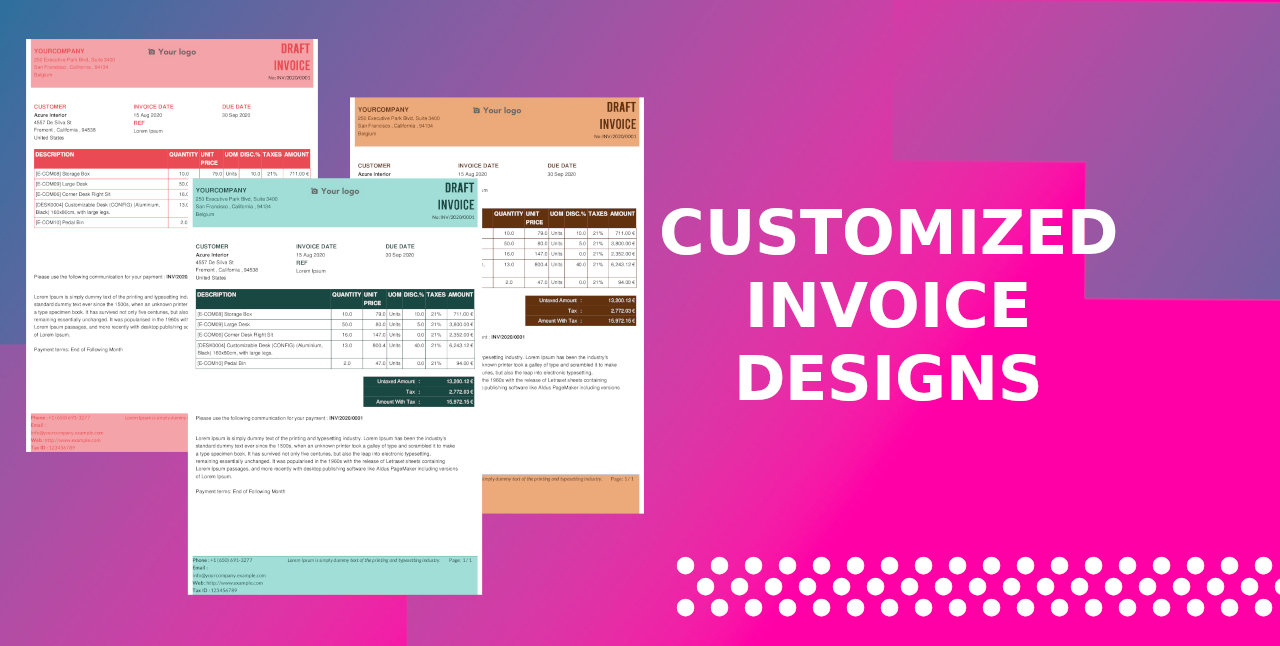 YOURCOMPANY
250 Executive Park Blvd, Suite 3400
San Francisco , California , 94134
Belgium
Your logo
DRAFT
INVOICE
No: INV/2020/0001
CUSTOMER
Azure Interior
4557 De Silva St
Fremont , California , 94538
United States
INVOICE DATE
15 Aug 2020
REF
Lorem Ipsum
DUE DATE
30 Sep 2020
DESCRIPTION QUANTITY UNIT PRICE UOM DISC.% TAXES AMOUNT
[E-COM08] Storage Box 10.0 79.0 Units 10.0 21% 711.00 €
[E-COM09] Large Desk 50.0
[E-COM06] Corner Desk Right Sit 16.0
[DESK0004] Customizable Desk (CONFIG) (Aluminium, 13.0
Black) 160x80cm, with large legs.
[E-COM10] Pedal Bin 2.0
Please use the following communication for your payment : INV/2020
Lorem Ipsum is simply dummy text of the printing and typesetting ind
standard dummy text ever since the 1500s, when an unknown printer
a type specimen book. It has survived not only five centuries, but also
remaining essentially unchanged. It was popularised in the 1960s with
Lorem Ipsum passages, and more recently with desktop publishing so
of Lorem Ipsum.
Payment terms: End of Following Month
Phone : +1 (650) 691-3277 Lorem Ipsum is simply dummy
Email :
info@yourcompany.example.com
Web : http://www.example.com
Tax ID : 123456789
YOURCOMPANY
250 Executive Park Blvd, Suite 3400
San Francisco , California , 94134
Belgium
Your logo
DRAFT
INVOICE
No: INV/2020/0001
CUSTOMER
Azure Interior
INVOICE DATE
15 Aug 2020
DUE DATE
30 Sep 2020
QUANTITY UNIT PRICE UOM DISC.% TAXES AMOUNT
10.0 79.0 Units 10.0 21% 711.00 €
50.0 80.0 Units 5.0 21% 3,800.00 €
16.0 147.0 Units 0.0 21% 2,352.00 €
13.0 800.4 Units 40.0 21% 6,243.12 €
2.0 47.0 Units 0.0 21% 94.00 €
Untaxed Amount : 13,200.12 €
Tax : 2,772.03 €
Amount With Tax : 15,972.15 €
nt : INV/2020/0001
ypesetting industry. Lorem Ipsum has been the industry's
n printer took a galley of type and scrambled it to make
uries, but also the leap into electronic typesetting,
the 1960s with the release of Letraset sheets containing
publishing software like Aldus PageMaker including versions
simply dummy text of the printing and typesetting industry. Page: 1 / 1
YOURCOMPANY
250 Executive Park Blvd, Suite 3400
San Francisco , California , 94134
Belgium
Your logo
DRAFT
INVOICE
No: INV/2020/0001
CUSTOMER
Azure Interior
4557 De Silva St
Fremont , California , 94538
United States
INVOICE DATE
15 Aug 2020
REF
Lorem Ipsum
DUE DATE
30 Sep 2020
DESCRIPTION QUANTITY UNIT PRICE UOM DISC.% TAXES AMOUNT
[E-COM08] Storage Box 10.0 79.0 Units 10.0 21% 711.00 €
[E-COM09] Large Desk 50.0 80.0 Units 5.0 21% 3,800.00 €
[E-COM06] Corner Desk Right Sit 16.0 147.0 Units 0.0 21% 2,352.00 €
[DESK0004] Customizable Desk (CONFIG) (Aluminium, 13.0 800.4 Units 40.0 21% 6,243.12 €
Black) 160x80cm, with large legs.
[E-COM10] Pedal Bin 2.0 47.0 Units 0.0 21% 94.00 €
Untaxed Amount : 13,200.12 €
Tax : 2,772.03 €
Amount With Tax : 15,972.15 €
Please use the following communication for your payment : INV/2020/0001
Lorem Ipsum is simply dummy text of the printing and typesetting industry. Lorem Ipsum has been the industry's
standard dummy text ever since the 1500s, when an unknown printer took a galley of type and scrambled it to make
a type specimen book. It has survived not only five centuries, but also the leap into electronic typesetting,
remaining essentially unchanged. It was popularised in the 1960s with the release of Letraset sheets containing
Lorem Ipsum passages, and more recently with desktop publishing software like Aldus PageMaker including versions
of Lorem Ipsum.
Payment terms: End of Following Month
Phone : +1 (650) 691-3277 Lorem Ipsum is simply dummy text of the printing and typesetting industry. Page: 1 / 1
Email :
info@yourcompany.example.com
Web : http://www.example.com
Tax ID : 123456789
CUSTOMIZED
INVOICE
DESIGNS